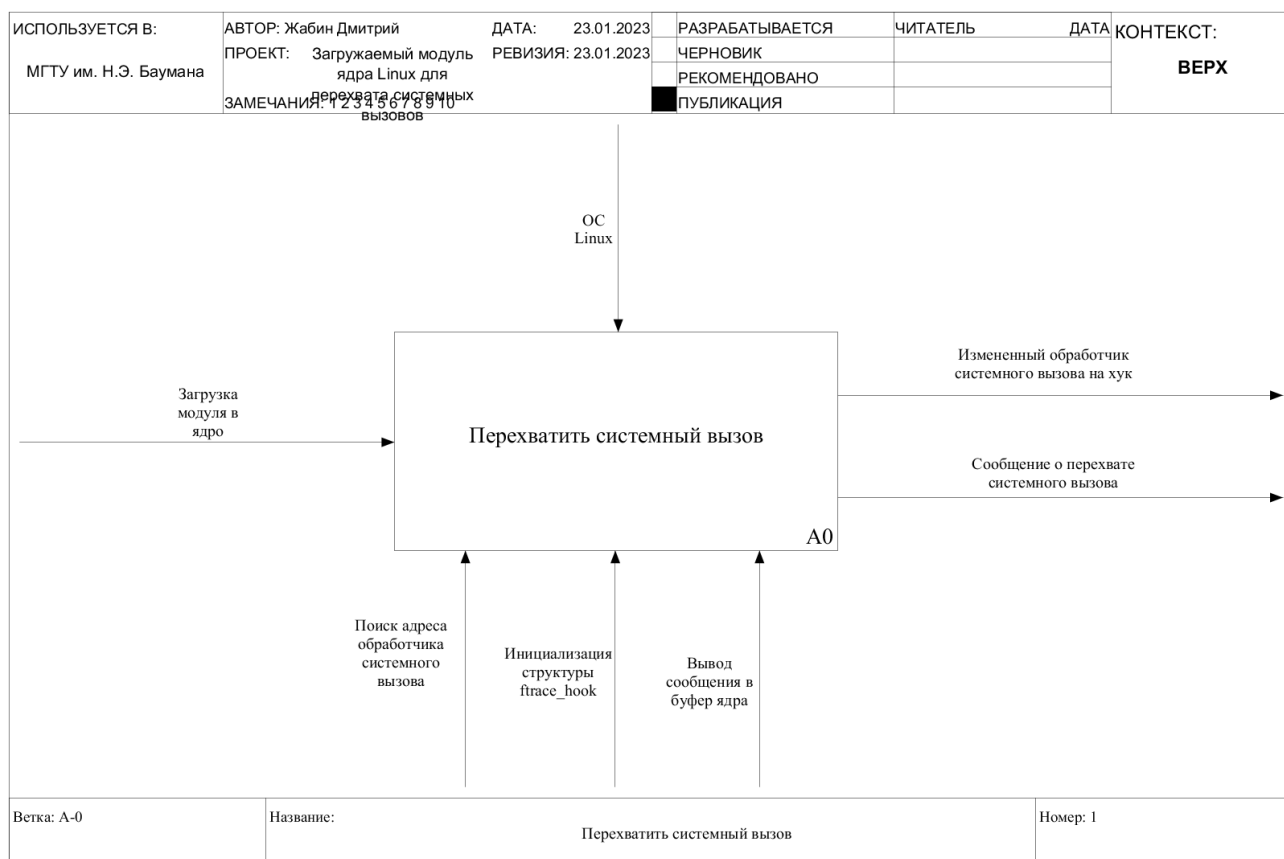 ИСПОЛЬЗУЕТСЯ В:
МГТУ им. Н.Э. Баумана
АВТОР: Жабин Дмитрий
ДАТА: 23.01.2023
ПРОЕКТ: Загружаемый модуль
ядра Linux для
перехвата системных
вызовов
РЕВИЗИЯ: 23.01.2023
ЗАМЕЧАНИЯ: 1 2 3 4 5 6 7 8 9 10
РАЗРАБАТЫВАЕТСЯ
ЧЕРНОВИК
РЕКОМЕНДОВАНО
ПУБЛИКАЦИЯ
ЧИТАТЕЛЬ
ДАТА
КОНТЕКСТ:
ВЕРХ
ОС
Linux
Загрузка
модуля в
ядро
Перехватить системный вызов
A0
Измененный обработчик
системного вызова на хук
Сообщение о перехвате
системного вызова
Поиск адреса
обработчика
системного
вызова
Инициализация
структуры
ftrace_hook
Вывод
сообщения в
буфер ядра
Ветка: A-0
Название:
Перехватить системный вызов
Номер: 1